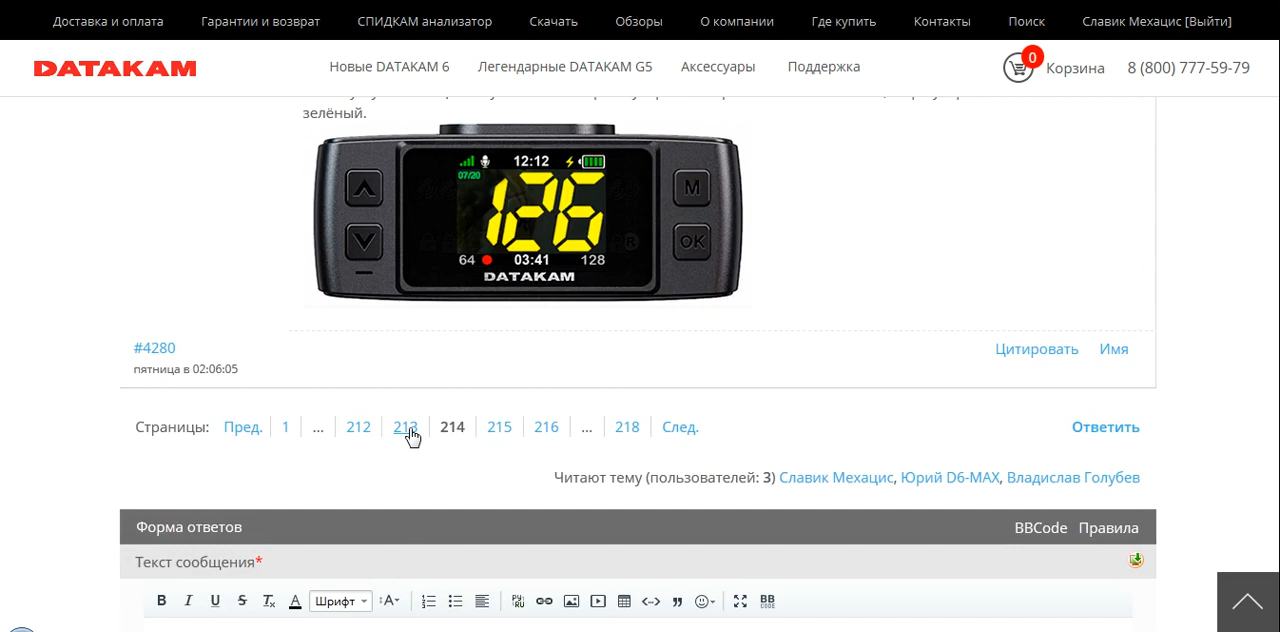 Доставка и оплата Гарантии и возврат СПИДКАМ анализатор Скачать Обзоры О компании Где купить Контакты Поиск Славик Мехацис [Выйти]
DATAKAM Новые DATAKAM 6 Легендарные DATAKAM G5 Аксессуары Поддержка 0 Корзина 8 (800) 777-59-79
зелёный.
12:12
07/20
126
M
OK
64 03:41 128
DATAKAM
#4280 Цитировать Имя
пятница в 02:06:05
Страницы: Пред. 1 ... 212 213 214 215 216 ... 218 След. Ответить
Читают тему (пользователей: 3) Славик Мехацис, Юрий D6-MAX, Владислав Голубев
Форма ответов BBCode Правила
Текст сообщения*
B I U S Tx A Шрифт A BB